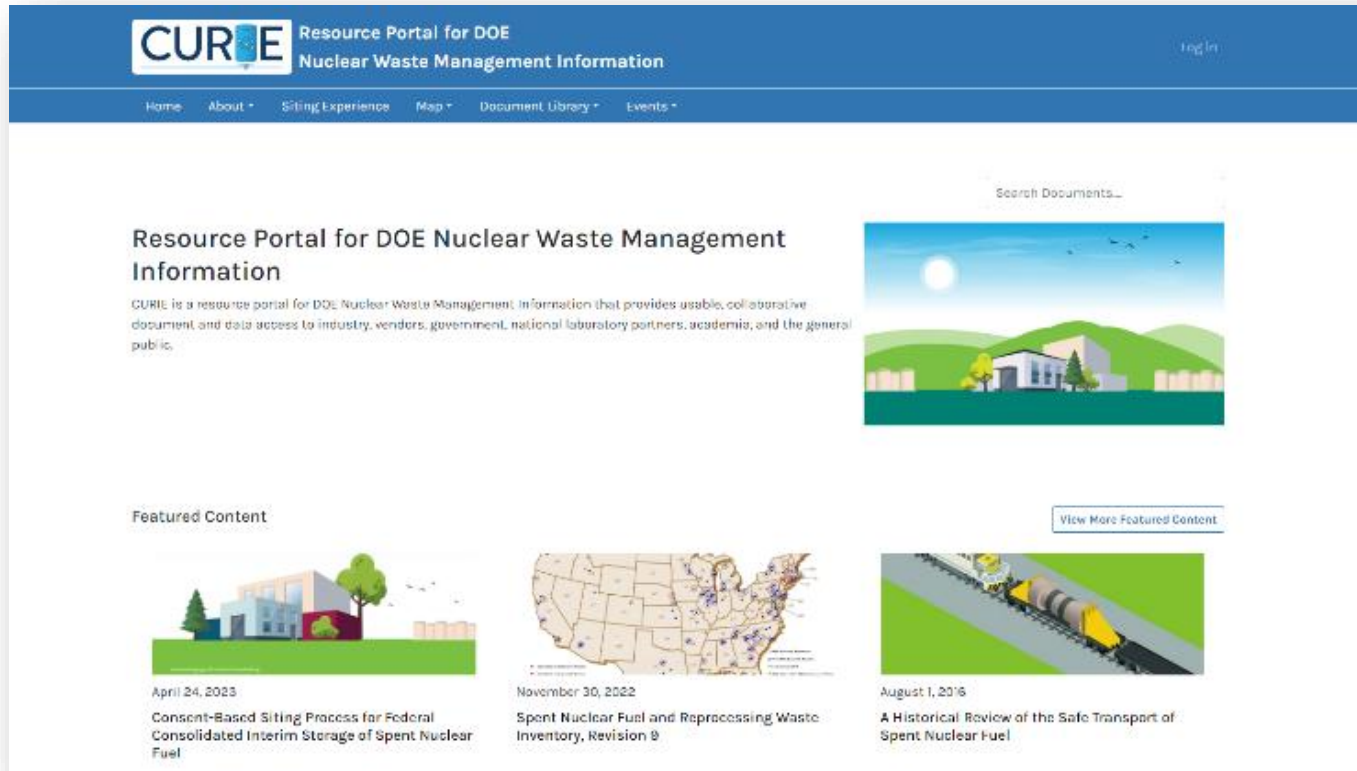 CURIE
Resource Portal for DOE
Nuclear Waste Management Information
Log In
Home About Siting Experience Map Document Library Events
Search Documents...
Resource Portal for DOE Nuclear Waste Management
Information
CURIE is a resource portal for DOE Nuclear Waste Management Information that provides usable, collaborative
document and data access to industry, vendors, government, national laboratory partners, academia, and the general
public.
Featured Content
View More Featured Content
April 24, 2023
Consent-Based Siting Process for Federal
Consolidated Interim Storage of Spent Nuclear
Fuel
November 30, 2022
Spent Nuclear Fuel and Reprocessing Waste
Inventory, Revision 9
August 1, 2016
A Historical Review of the Safe Transport of
Spent Nuclear Fuel